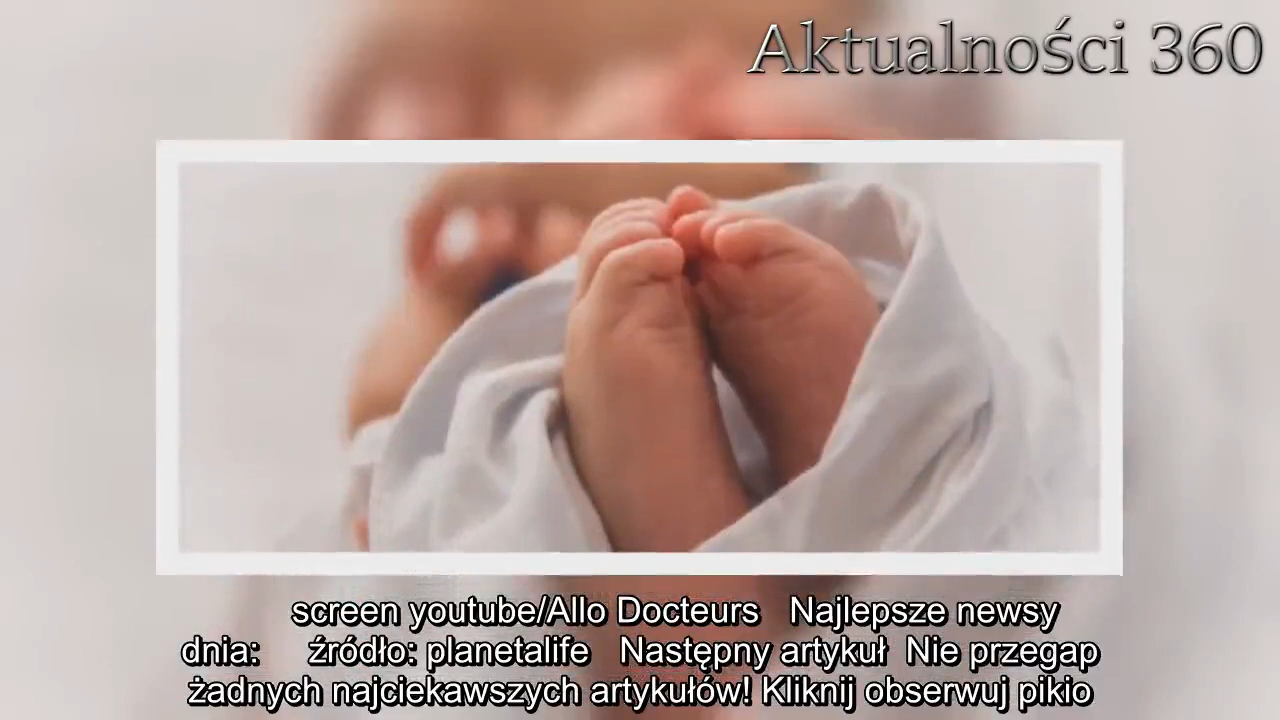 Aktualności 360
screen youtube/Allo Docteurs Najlepsze newsy
dnia: źródło: planetalife Następny artykuł Nie przegap
żadnych najciekawszych artykułów! Kliknij obserwuj pikio